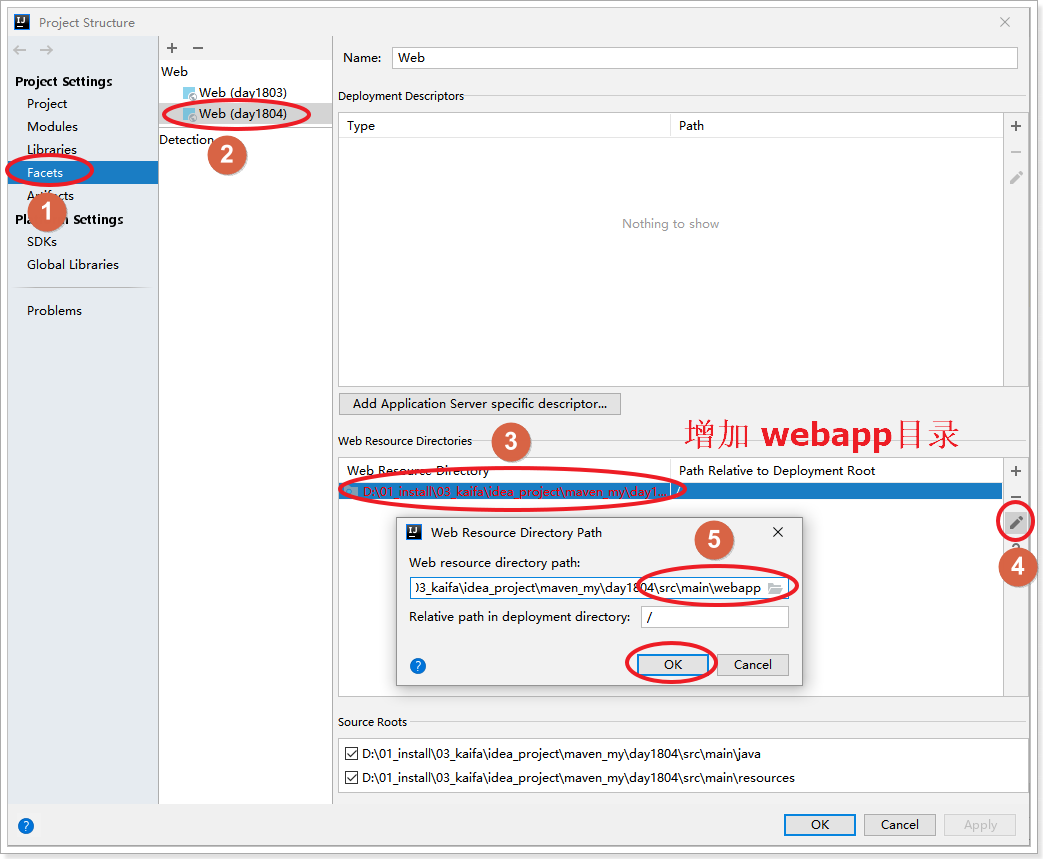 Project Structure
Project Settings
Project
Modules
Libraries
Facets
Artifacts
1
Settings
SDKs
Global Libraries
Problems
Web
Web (day1803)
Web (day1804)
Detection
2
Name: Web
Deployment Descriptors
Type Path
Nothing to show
Add Application Server specific descriptor...
增加 webapp目录
Web Resource Directories 3
Web Resource Directory Path Relative to Deployment Root
D:\01_install\03_kaifa\idea_project\maven_my\day1... /
4
Web Resource Directory Path 5
Web resource directory path:
03_kaifa\idea_project\maven_my\day1804\src\main\webapp
Relative path in deployment directory: /
? OK Cancel
Source Roots
D:\01_install\03_kaifa\idea_project\maven_my\day1804\src\main\java
D:\01_install\03_kaifa\idea_project\maven_my\day1804\src\main\resources
? OK Cancel Apply